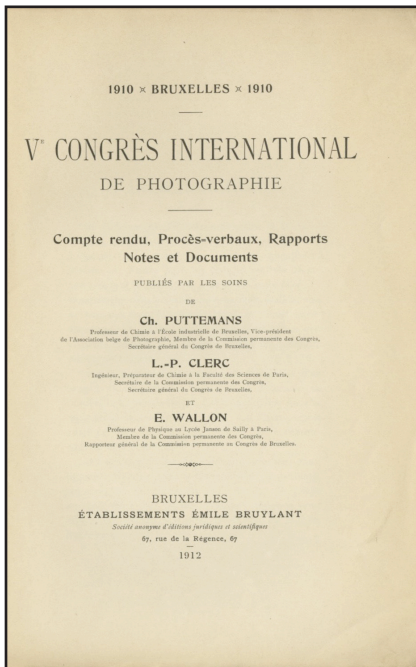 1910 × BRUXELLES × 1910
Ve CONGRÈS INTERNATIONAL
DE PHOTOGRAPHIE
Compte rendu, Procès-verbaux, Rapports
Notes et Documents
PUBLIÉS PAR LES SOINS
DE
Ch. PUTTEMANS
Professeur de Chimie à l'École industrielle de Bruxelles, Vice-président
de l'Association belge de Photographie, Membre de la Commission permanente des Congrès,
Secrétaire général du Congrès de Bruxelles.
L.-P. CLERC
Ingénieur, Préparateur de Chimie à la Faculté des Sciences de Paris,
Secrétaire de la Commission permanente des Congrès,
Secrétaire général du Congrès de Bruxelles.
ET
E. WALLON
Professeur de Physique au Lycée Janson de Sailly à Paris,
Membre de la Commission permanente des Congrès,
Rapporteur général de la Commission permanente au Congrès de Bruxelles.
BRUXELLES
ÉTABLISSEMENTS ÉMILE BRUYLANT
Société anonyme d'éditions juridiques et scientifiques
67, rue de la Régence, 67
1912